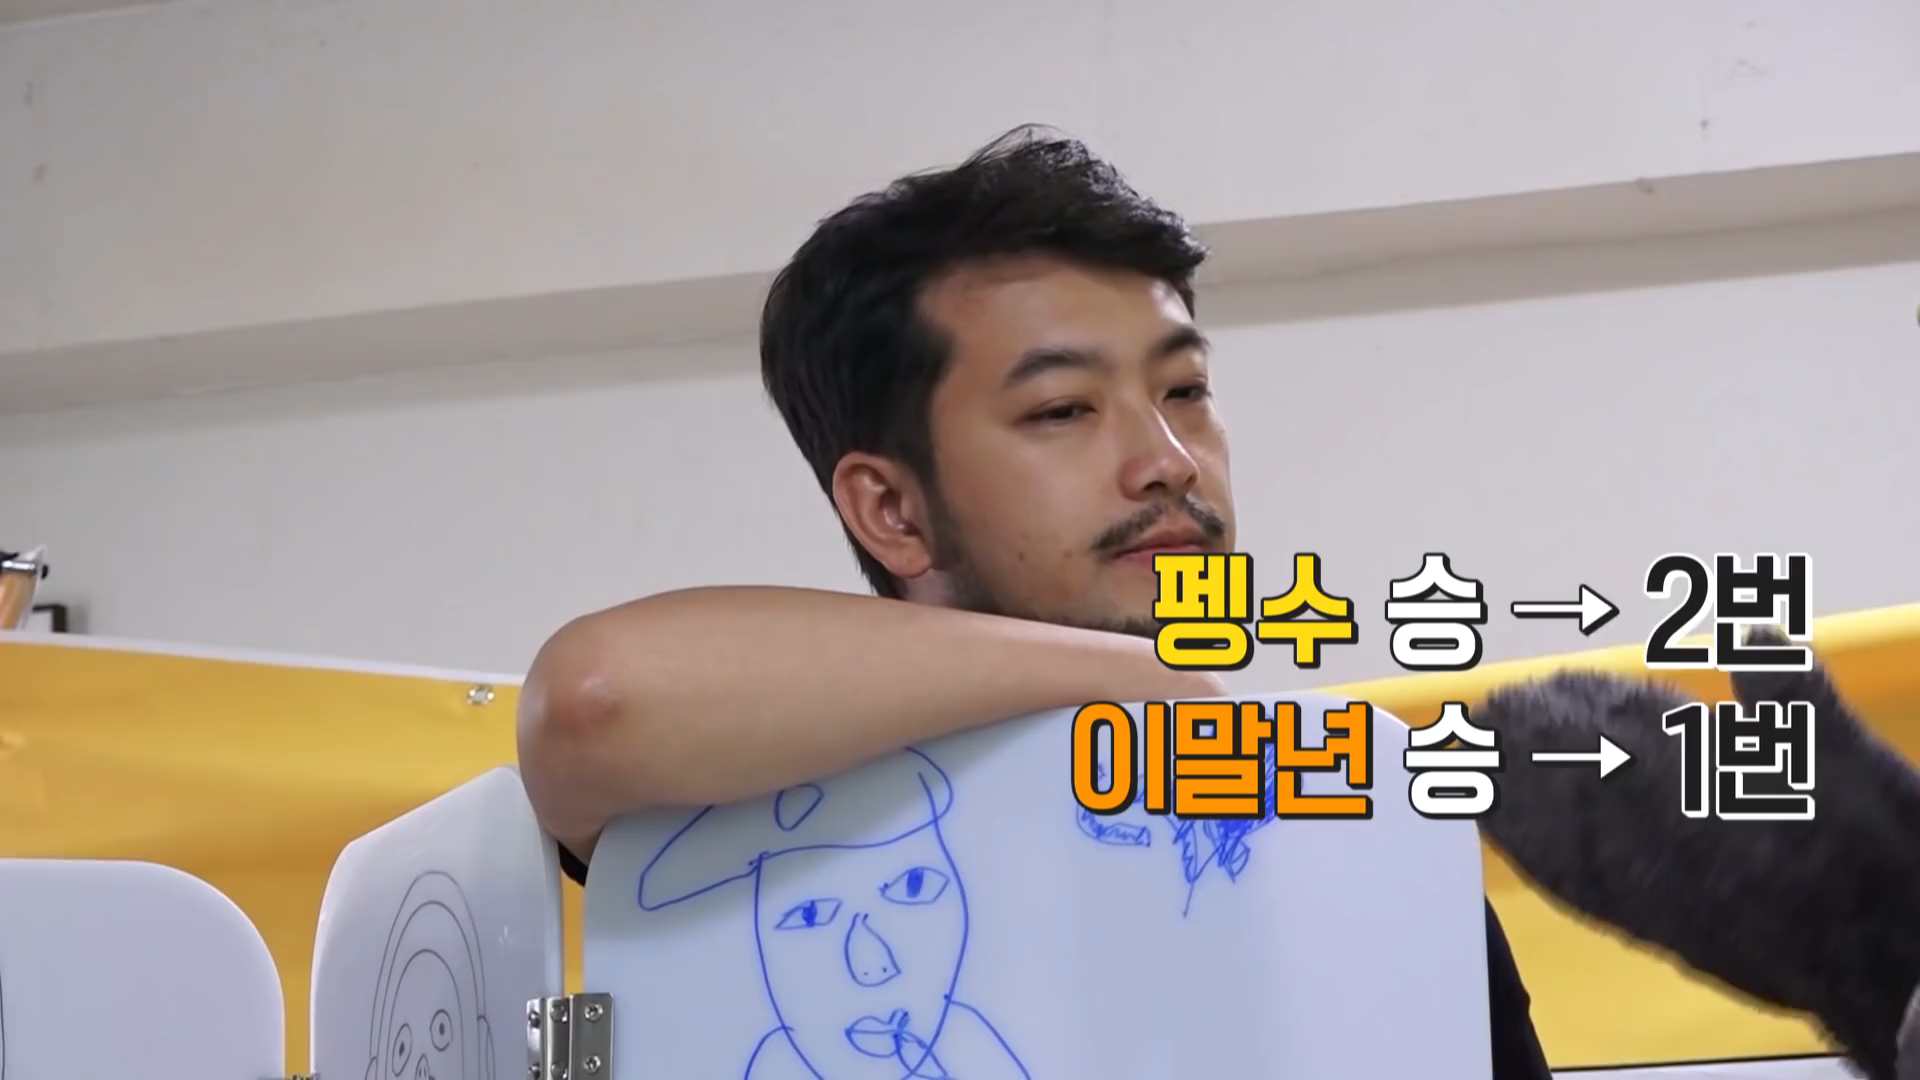 펭수 승 → 2번
이말년 승 → 1번